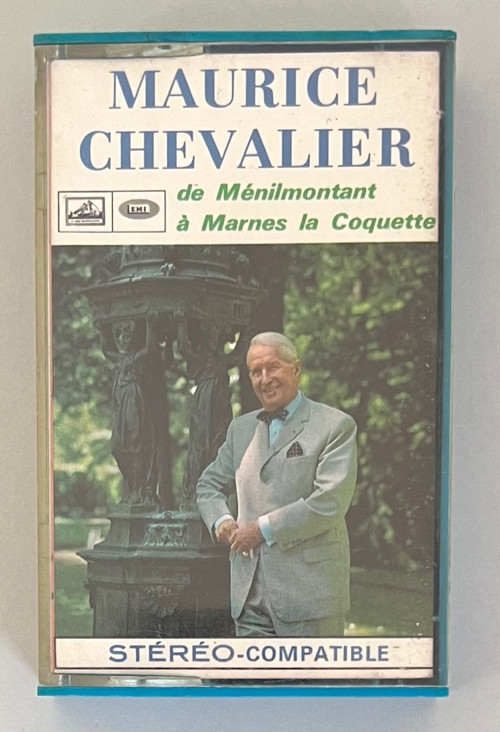 MAURICE
CHEVALIER
de Ménilmontant
à Marnes la Coquette
EMI
STÉRÉO-COMPATIBLE